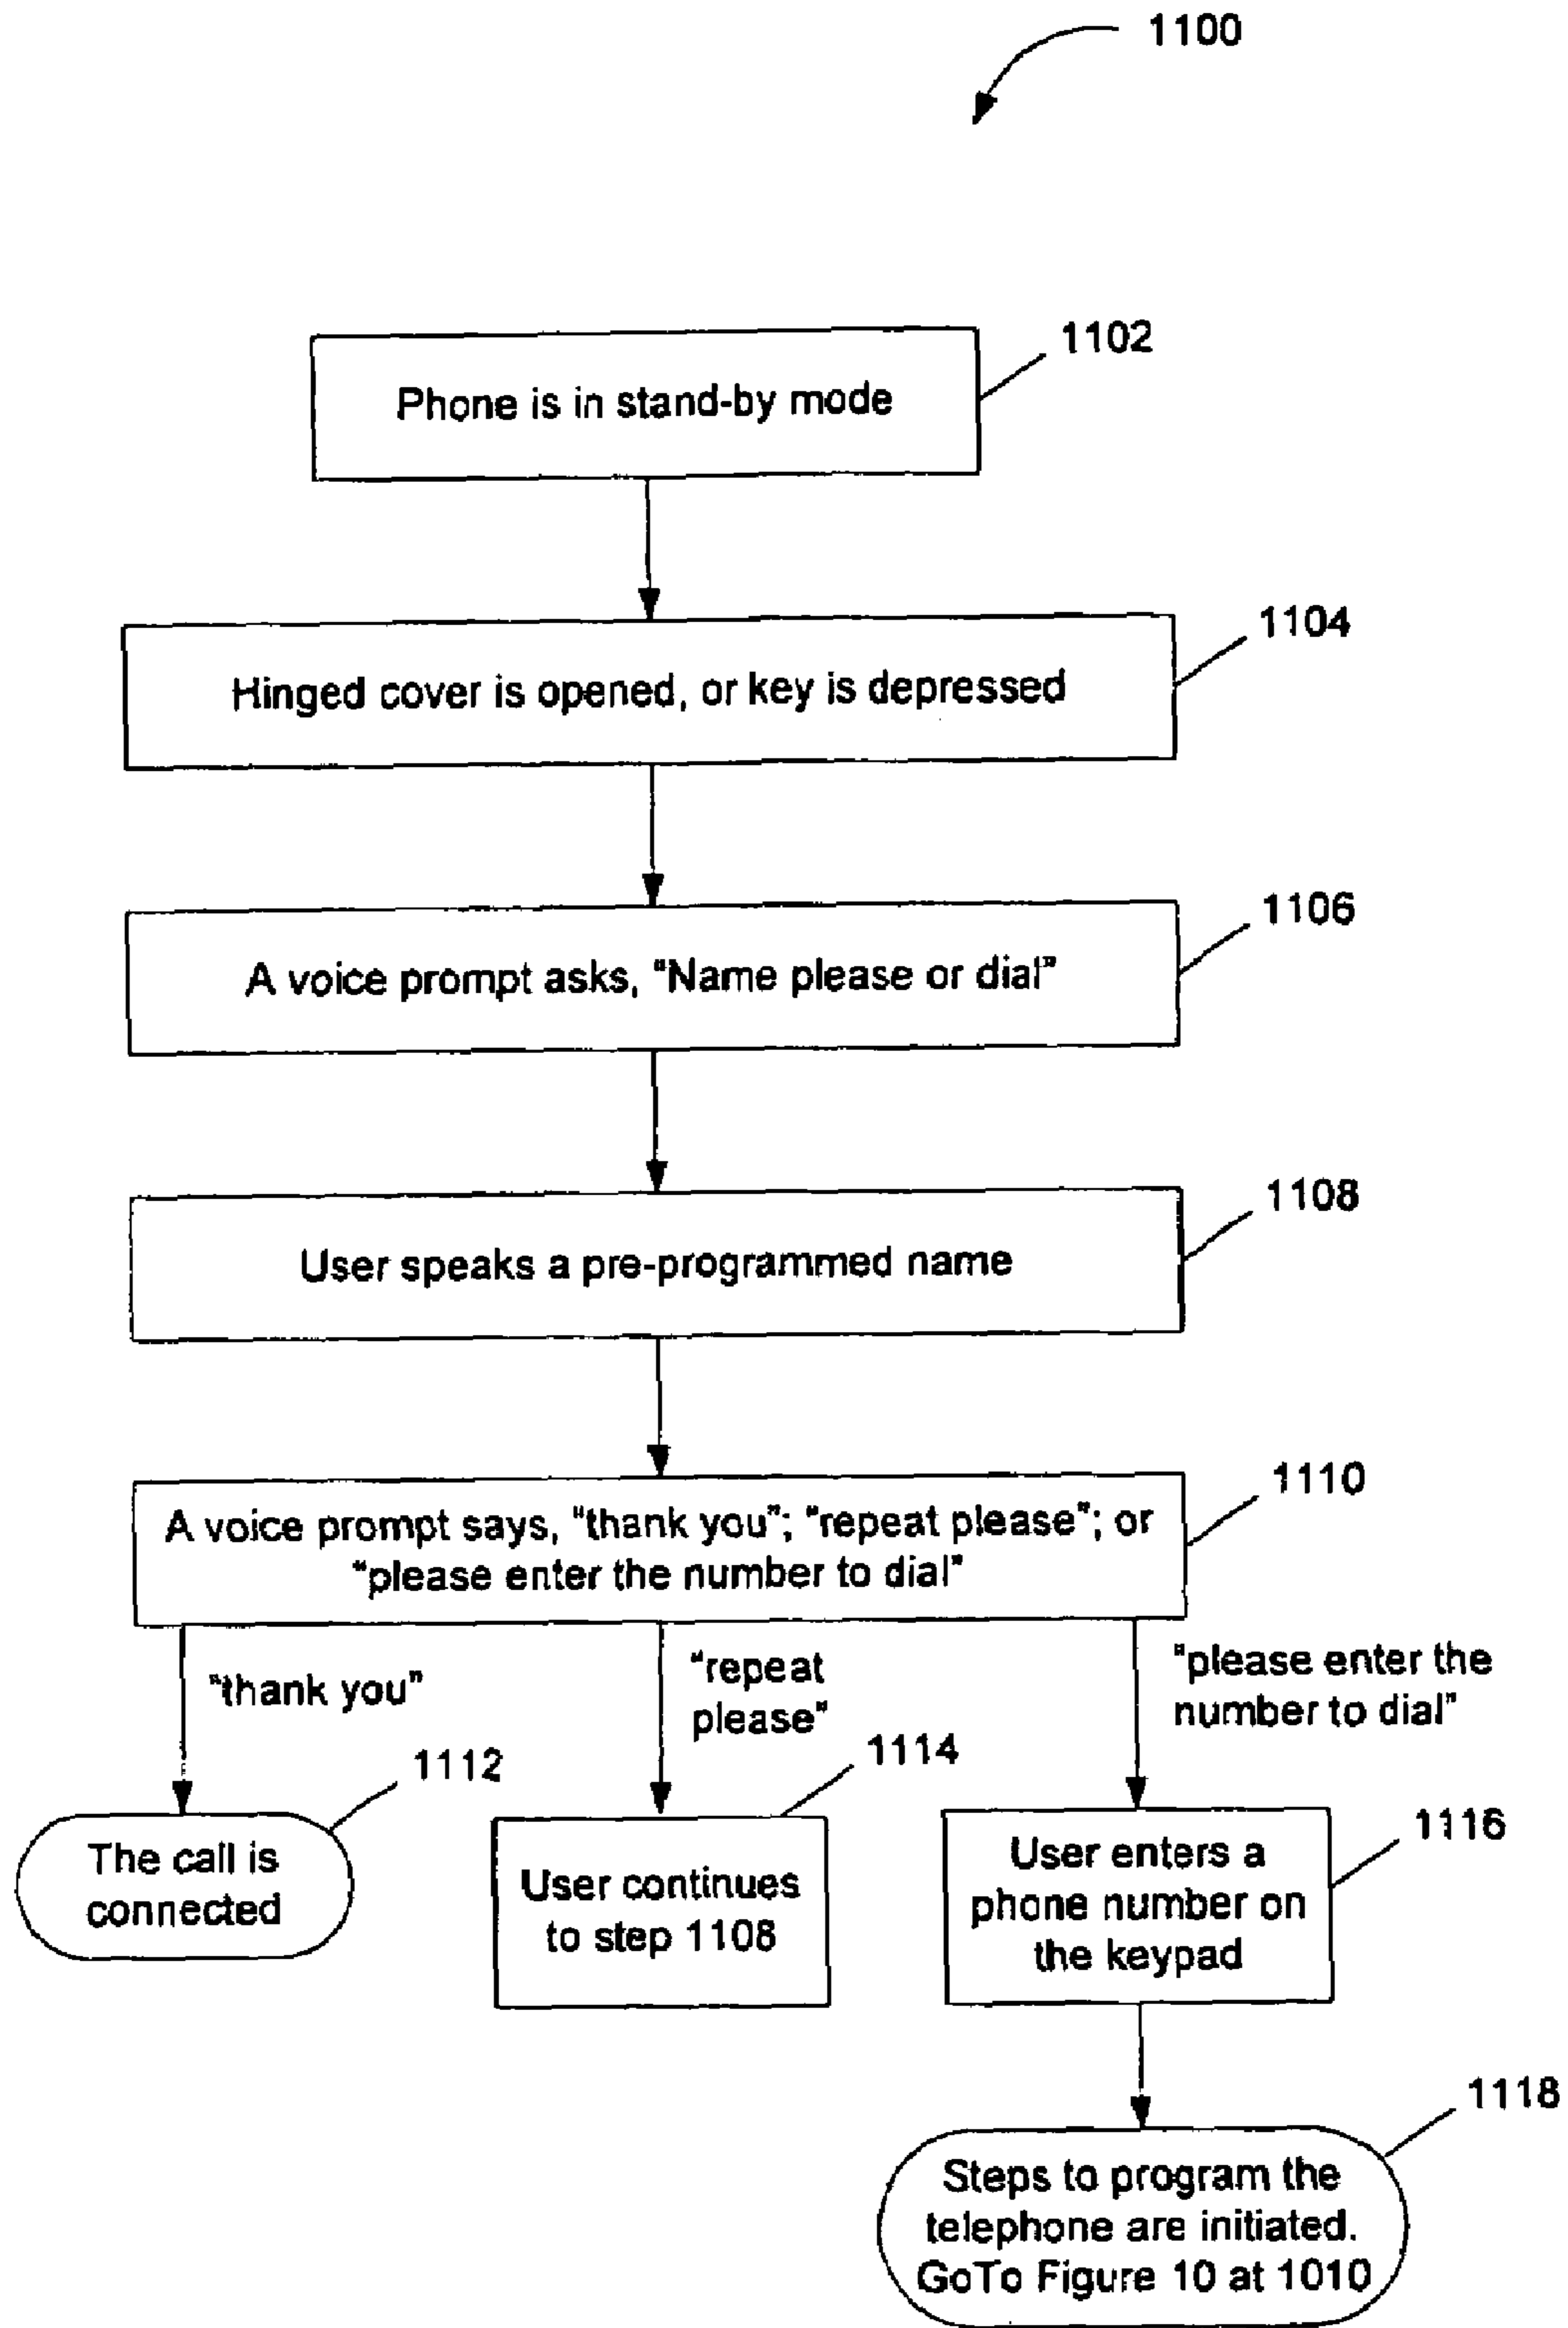 1100
1102
Phone is in stand-by mode
1104
Hinged cover is opened, or key is depressed
1106
A voice prompt asks, "Name please or dial"
1108
User speaks a pre-programmed name
1110
A voice prompt says, "thank you"; "repeat please"; or
"please enter the number to dial"
"thank you"
"repeat
please"
"please enter the
number to dial"
1112
The call is
connected
1114
User continues
to step 1108
1116
User enters a
phone number on
the keypad
1118
Steps to program the
telephone are initiated.
GoTo Figure 10 at 1010